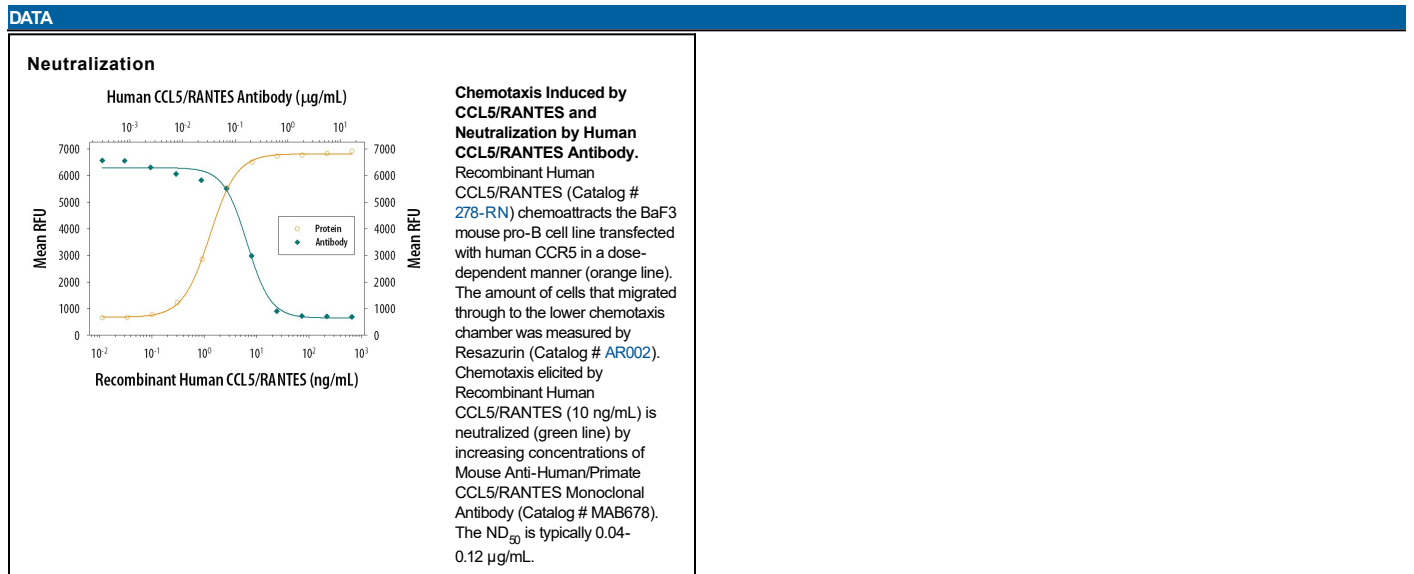 DATA
Neutralization
Human CCL5/RANTES Antibody (μg/mL)
10-3 10-2 10-1 100 101
7000 7000
6000 6000
5000 5000
4000 4000
3000 3000
2000 2000
1000 1000
0 0
Mean RFU
Mean RFU
Protein
Antibody
10-2 10-1 100 101 102 103
Recombinant Human CCL5/RANTES (ng/mL)
Chemotaxis Induced by
CCL5/RANTES and
Neutralization by Human
CCL5/RANTES Antibody.
Recombinant Human
CCL5/RANTES (Catalog #
278-RN) chemoattracts the BaF3
mouse pro-B cell line transfected
with human CCR5 in a dose-
dependent manner (orange line).
The amount of cells that migrated
through to the lower chemotaxis
chamber was measured by
Resazurin (Catalog # AR002).
Chemotaxis elicited by
Recombinant Human
CCL5/RANTES (10 ng/mL) is
neutralized (green line) by
increasing concentrations of
Mouse Anti-Human/Primate
CCL5/RANTES Monoclonal
Antibody (Catalog # MAB678).
The ND50 is typically 0.04-
0.12 μg/mL.